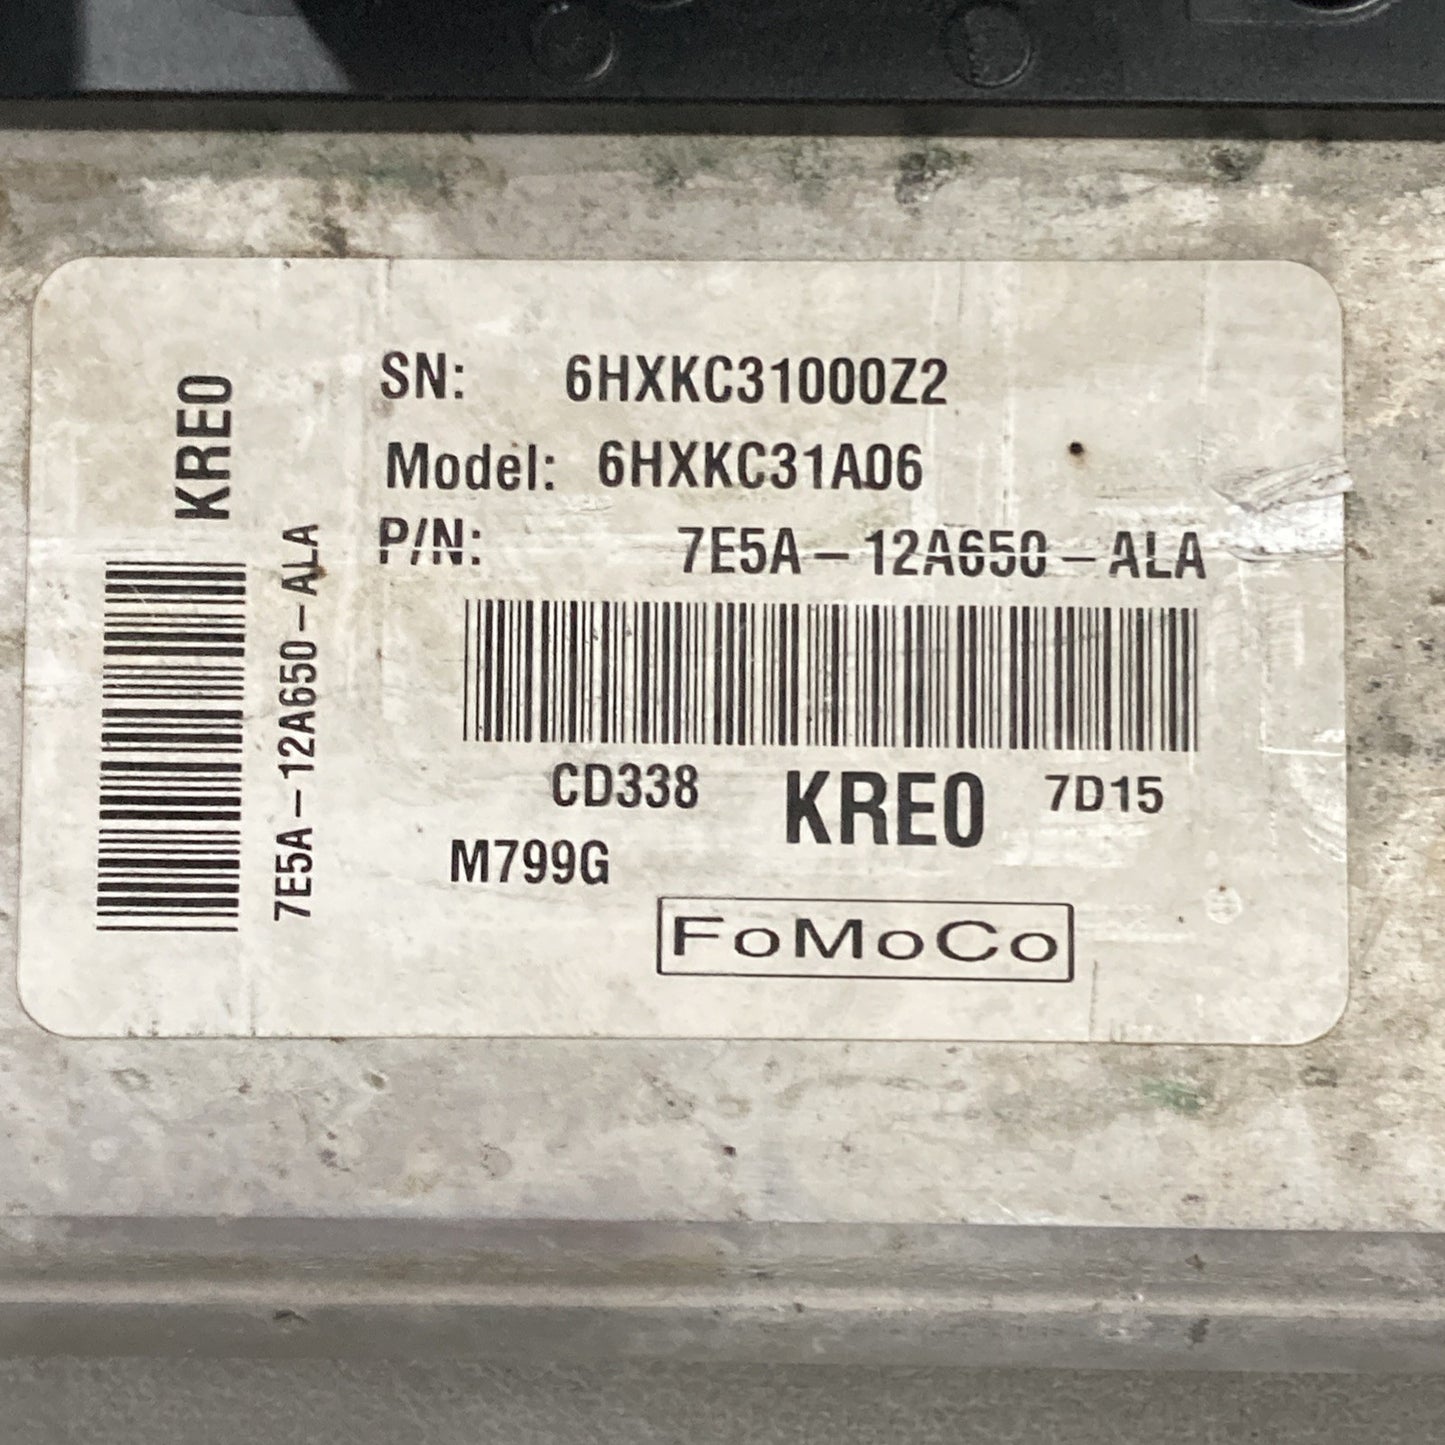 KRE0
7E5A-12A650-ALA
SN: 6HXKC31000Z2
Model: 6HXKC31A06
P/N: 7E5A-12A650-ALA
CD338 KRE0 7D15
M799G
FoMoCo